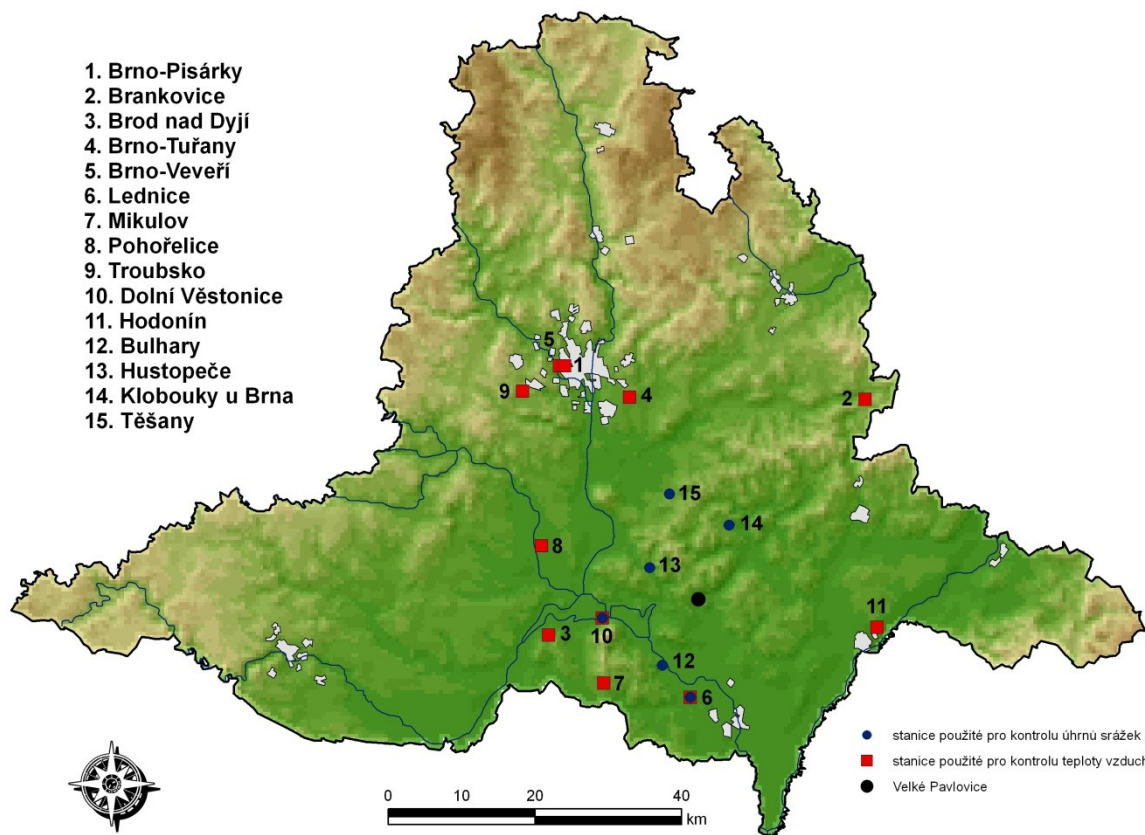 1. Brno-Pisárky
2. Brankovice
3. Brod nad Dyjí
4. Brno-Tuřany
5. Brno-Veveří
6. Lednice
7. Mikulov
8. Pohořelice
9. Troubsko
10. Dolní Věstonice
11. Hodonín
12. Bulhary
13. Hustopeče
14. Klobouky u Brna
15. Těšany
5
1
9
4
2
15
14
8
13
11
3
10
12
7
6
stanice použité pro kontrolu úhrnů srážek
stanice použité pro kontrolu teploty vzduch
Velké Pavlovice
0 10 20 40
km